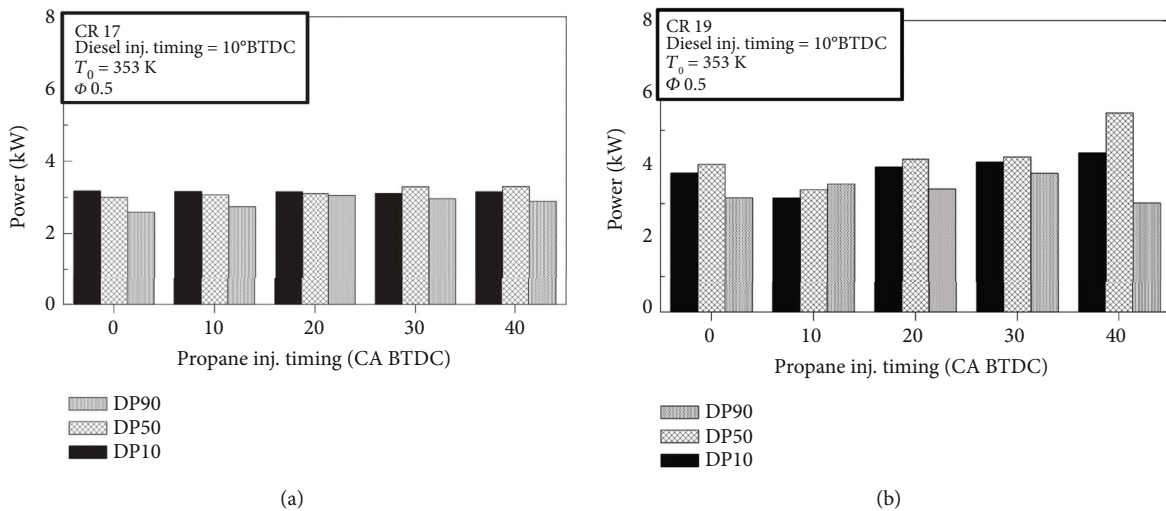 8
6
4
2
0
Power (kW)
CR 17
Diesel inj. timing = 10°BTDC
T0 = 353 K
Φ 0.5
0 10 20 30 40
Propane inj. timing (CA BTDC)
DP90
DP50
DP10
(a)
8
6
4
2
0
Power (kW)
CR 19
Diesel inj. timing = 10°BTDC
T0 = 353 K
Φ 0.5
0 10 20 30 40
Propane inj. timing (CA BTDC)
DP90
DP50
DP10
(b)